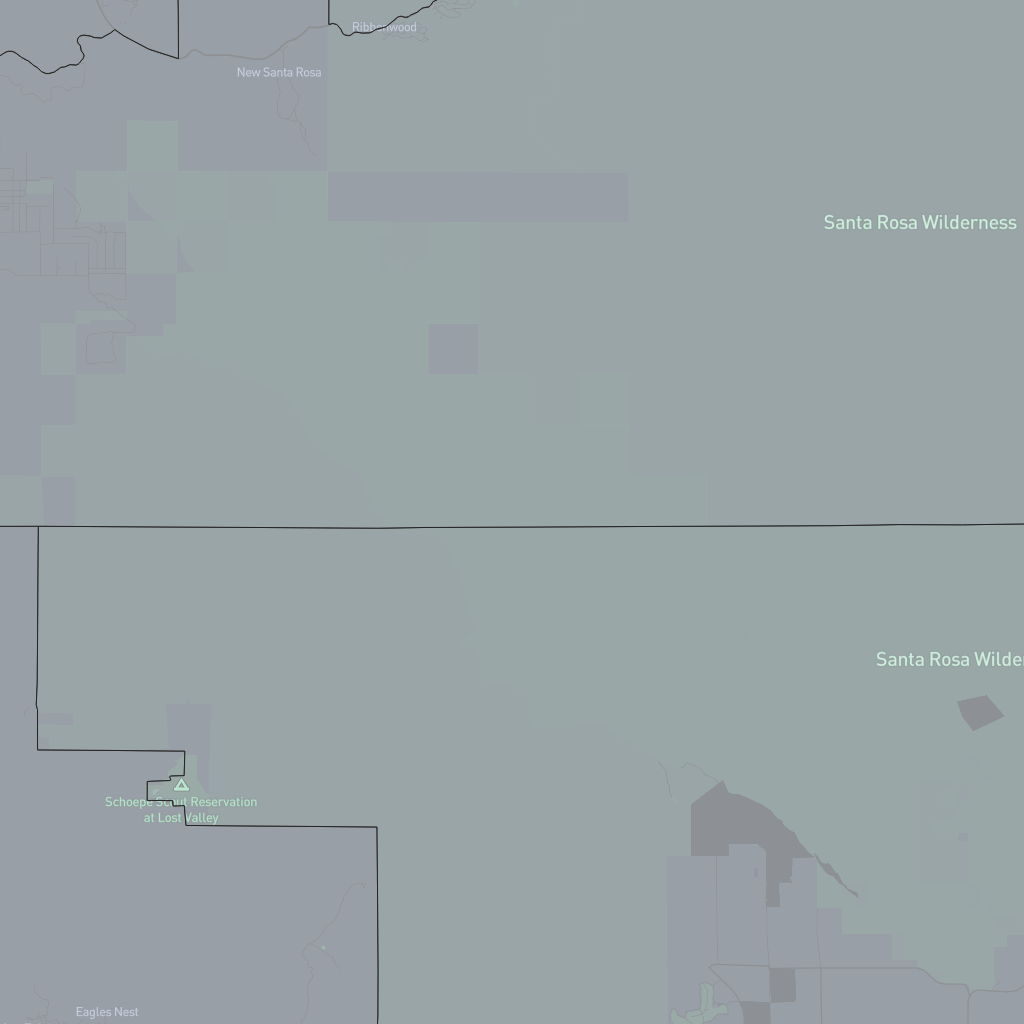 Ribbonwood
New Santa Rosa
Santa Rosa Wilderness
Santa Rosa Wilder
Schoepe Scout Reservation
at Lost Valley
Eagles Nest